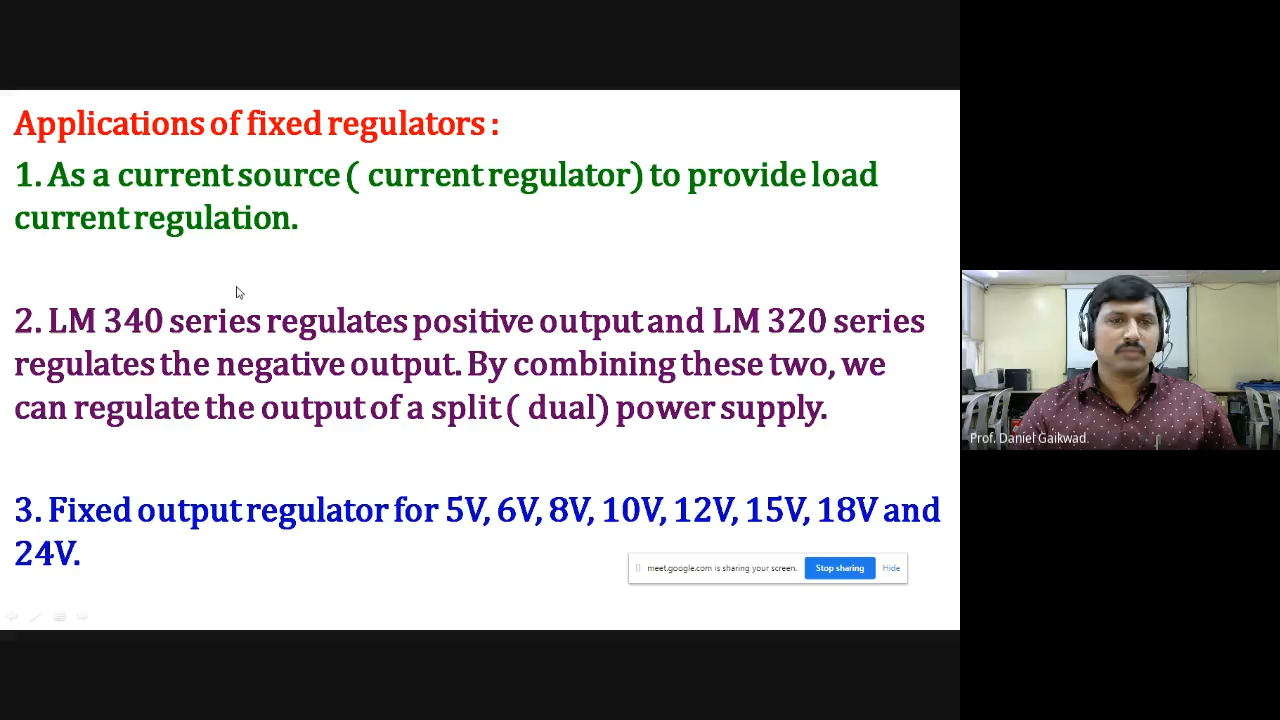 Applications of fixed regulators :
1. As a current source ( current regulator) to provide load
current regulation.
2. LM 340 series regulates positive output and LM 320 series
regulates the negative output. By combining these two, we
can regulate the output of a split ( dual) power supply.
3. Fixed output regulator for 5V, 6V, 8V, 10V, 12V, 15V, 18V and
24V.
meet.google.com is sharing your screen. Stop sharing Hide
Prof. Daniel Gaikwad